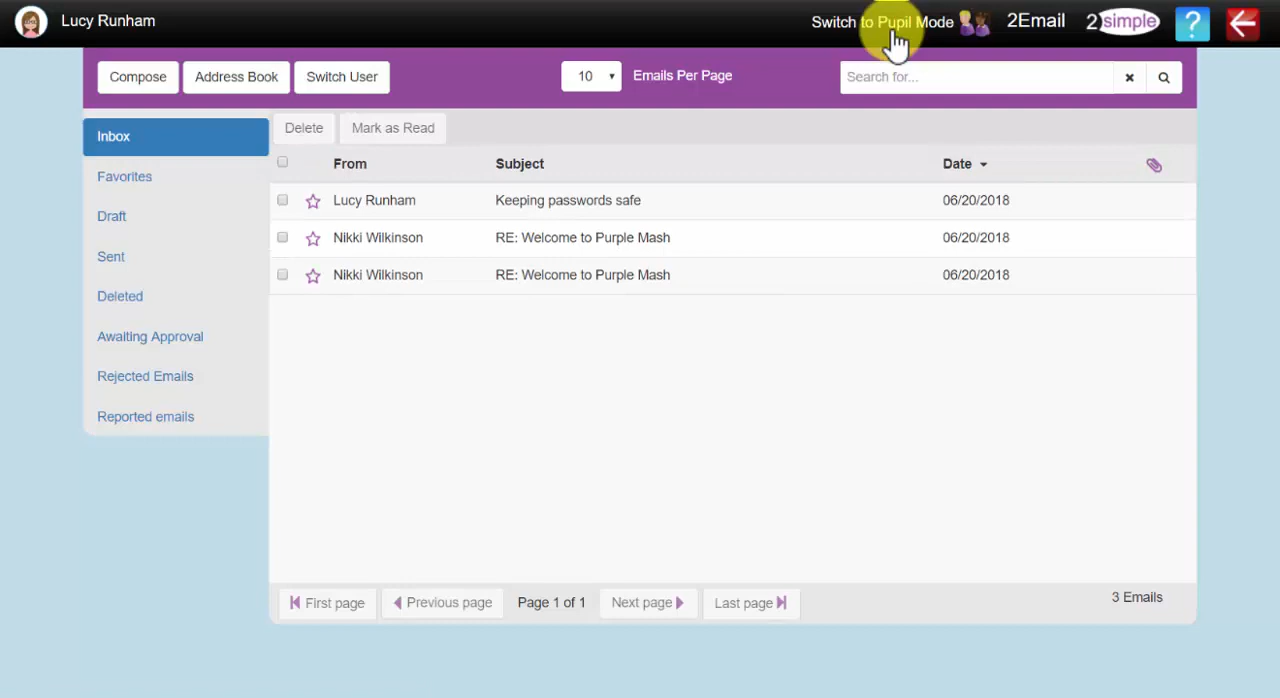 Lucy Runham
Switch to Pupil Mode
2Email
2simple
?
Compose
Address Book
Switch User
10
Emails Per Page
Search for...
Inbox
Favorites
Draft
Sent
Deleted
Awaiting Approval
Rejected Emails
Reported emails
Delete
Mark as Read
From Subject Date
Lucy Runham Keeping passwords safe 06/20/2018
Nikki Wilkinson RE: Welcome to Purple Mash 06/20/2018
Nikki Wilkinson RE: Welcome to Purple Mash 06/20/2018
First page
Previous page
Page 1 of 1
Next page
Last page
3 Emails